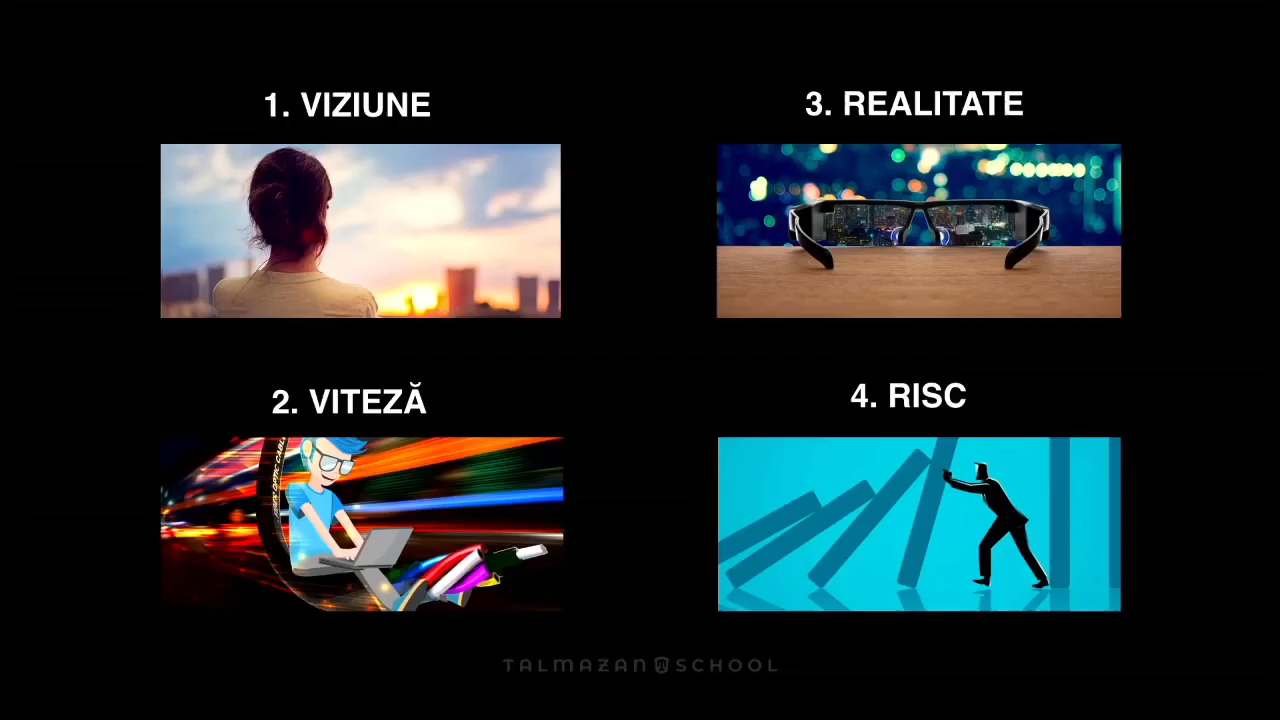 1. VIZIUNE
2. VITEZĂ
3. REALITATE
4. RISC
TALMAZAN SCHOOL